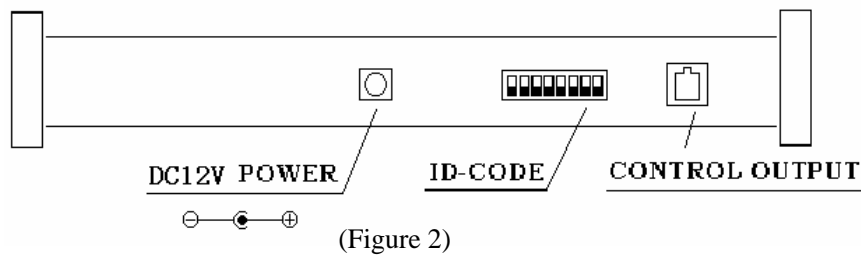 DC12V POWER
ID-CODE
CONTROL OUTPUT
(Figure 2)